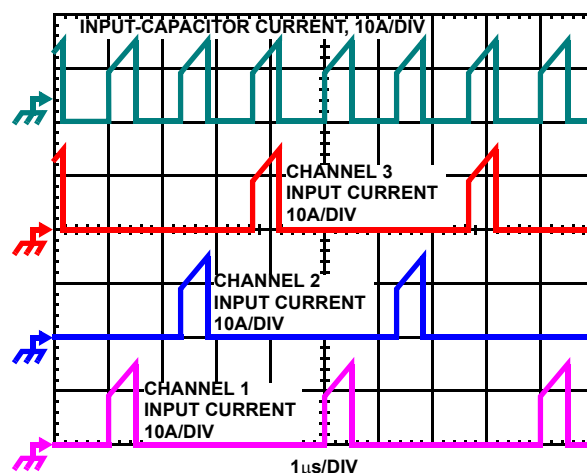 INPUT-CAPACITOR CURRENT, 10A/DIV
CHANNEL 3
INPUT CURRENT
10A/DIV
CHANNEL 2
INPUT CURRENT
10A/DIV
CHANNEL 1
INPUT CURRENT
10A/DIV
1μs/DIV